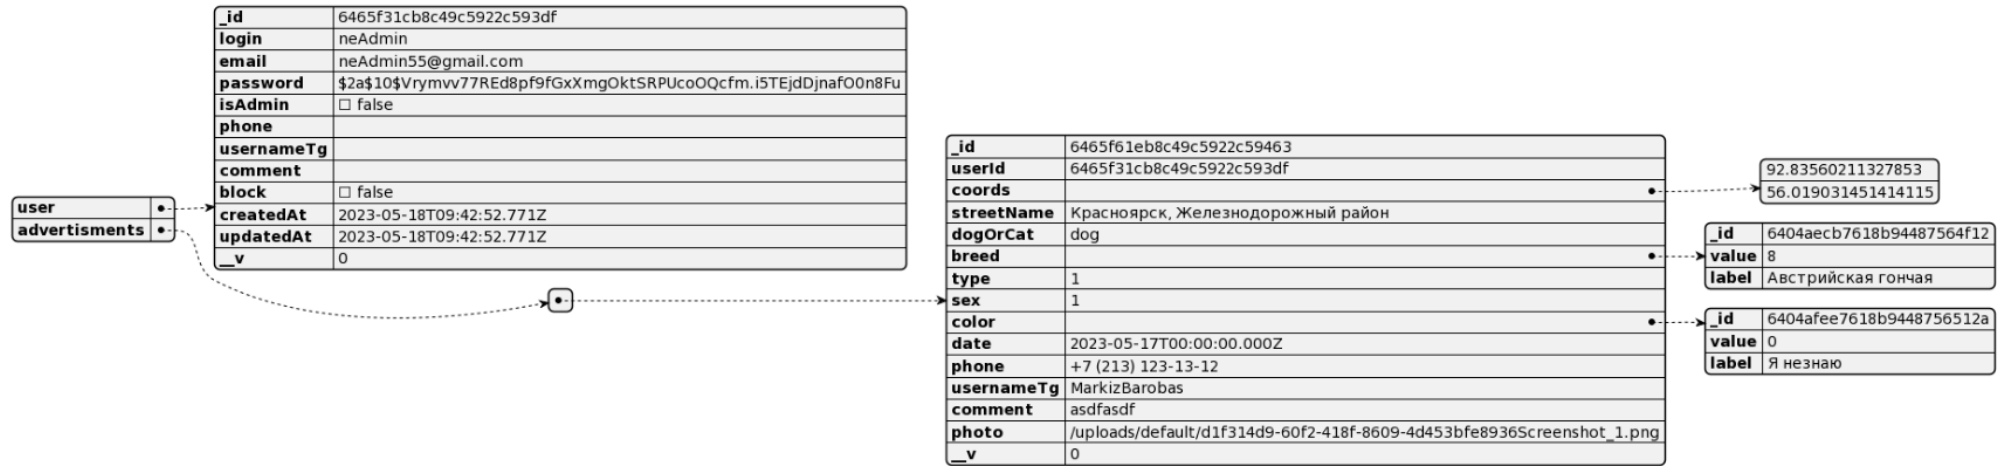 user
advertisments
_id 6465f31cb8c49c5922c593df
login neAdmin
email neAdmin55@gmail.com
password $2a$10$Vrymvv77REd8pf9fGxXmgOktSRPUcoOQcfm.i5TEjdDjnafO0n8Fu
isAdmin ☐ false
phone
usernameTg
comment
block ☐ false
createdAt 2023-05-18T09:42:52.771Z
updatedAt 2023-05-18T09:42:52.771Z
__v 0
_id 6465f61eb8c49c5922c59463
userId 6465f31cb8c49c5922c593df
coords
streetName Красноярск, Железнодорожный район
dogOrCat dog
breed
type 1
sex 1
color
date 2023-05-17T00:00:00.000Z
phone +7 (213) 123-13-12
usernameTg MarkizBarobas
comment asdfasdf
photo /uploads/default/d1f314d9-60f2-418f-8609-4d453bfe8936Screenshot_1.png
__v 0
92.83560211327853
56.019031451414115
_id 6404aecb7618b94487564f12
value 8
label Австрийская гончая
_id 6404afee7618b9448756512a
value 0
label Я незнаю